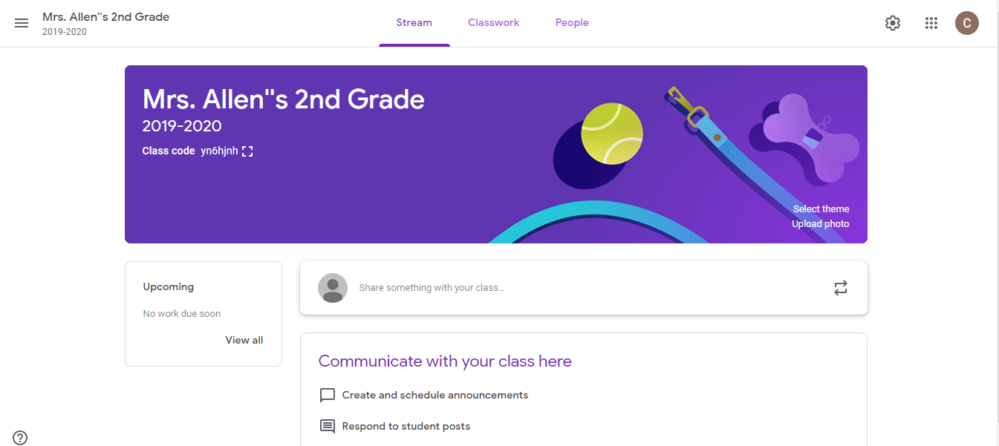 Mrs. Allen"s 2nd Grade
2019-2020
Stream
Classwork
People
C
Mrs. Allen"s 2nd Grade
2019-2020
Class code yn6hjnh
Select theme
Upload photo
Upcoming
No work due soon
View all
Share something with your class…
Communicate with your class here
Create and schedule announcements
Respond to student posts